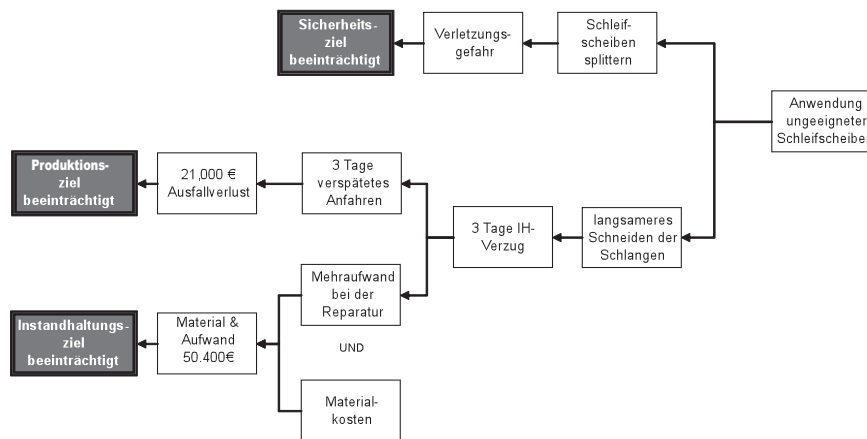 Sicherheits-
ziel
beeinträchtigt
Verletzungs-
gefahr
Schleif-
scheiben
splittern
Anwendung
ungeeigneter
Schleifscheiben
Produktions-
ziel
beeinträchtigt
21,000 €
Ausfallverlust
3 Tage
verspätetes
Anfahren
3 Tage IH-
Verzug
langsameres
Schneiden der
Schlangen
Mehraufwand
bei der
Reparatur
Instandhaltungs-
ziel
beeinträchtigt
Material &
Aufwand
50.400€
UND
Material-
kosten